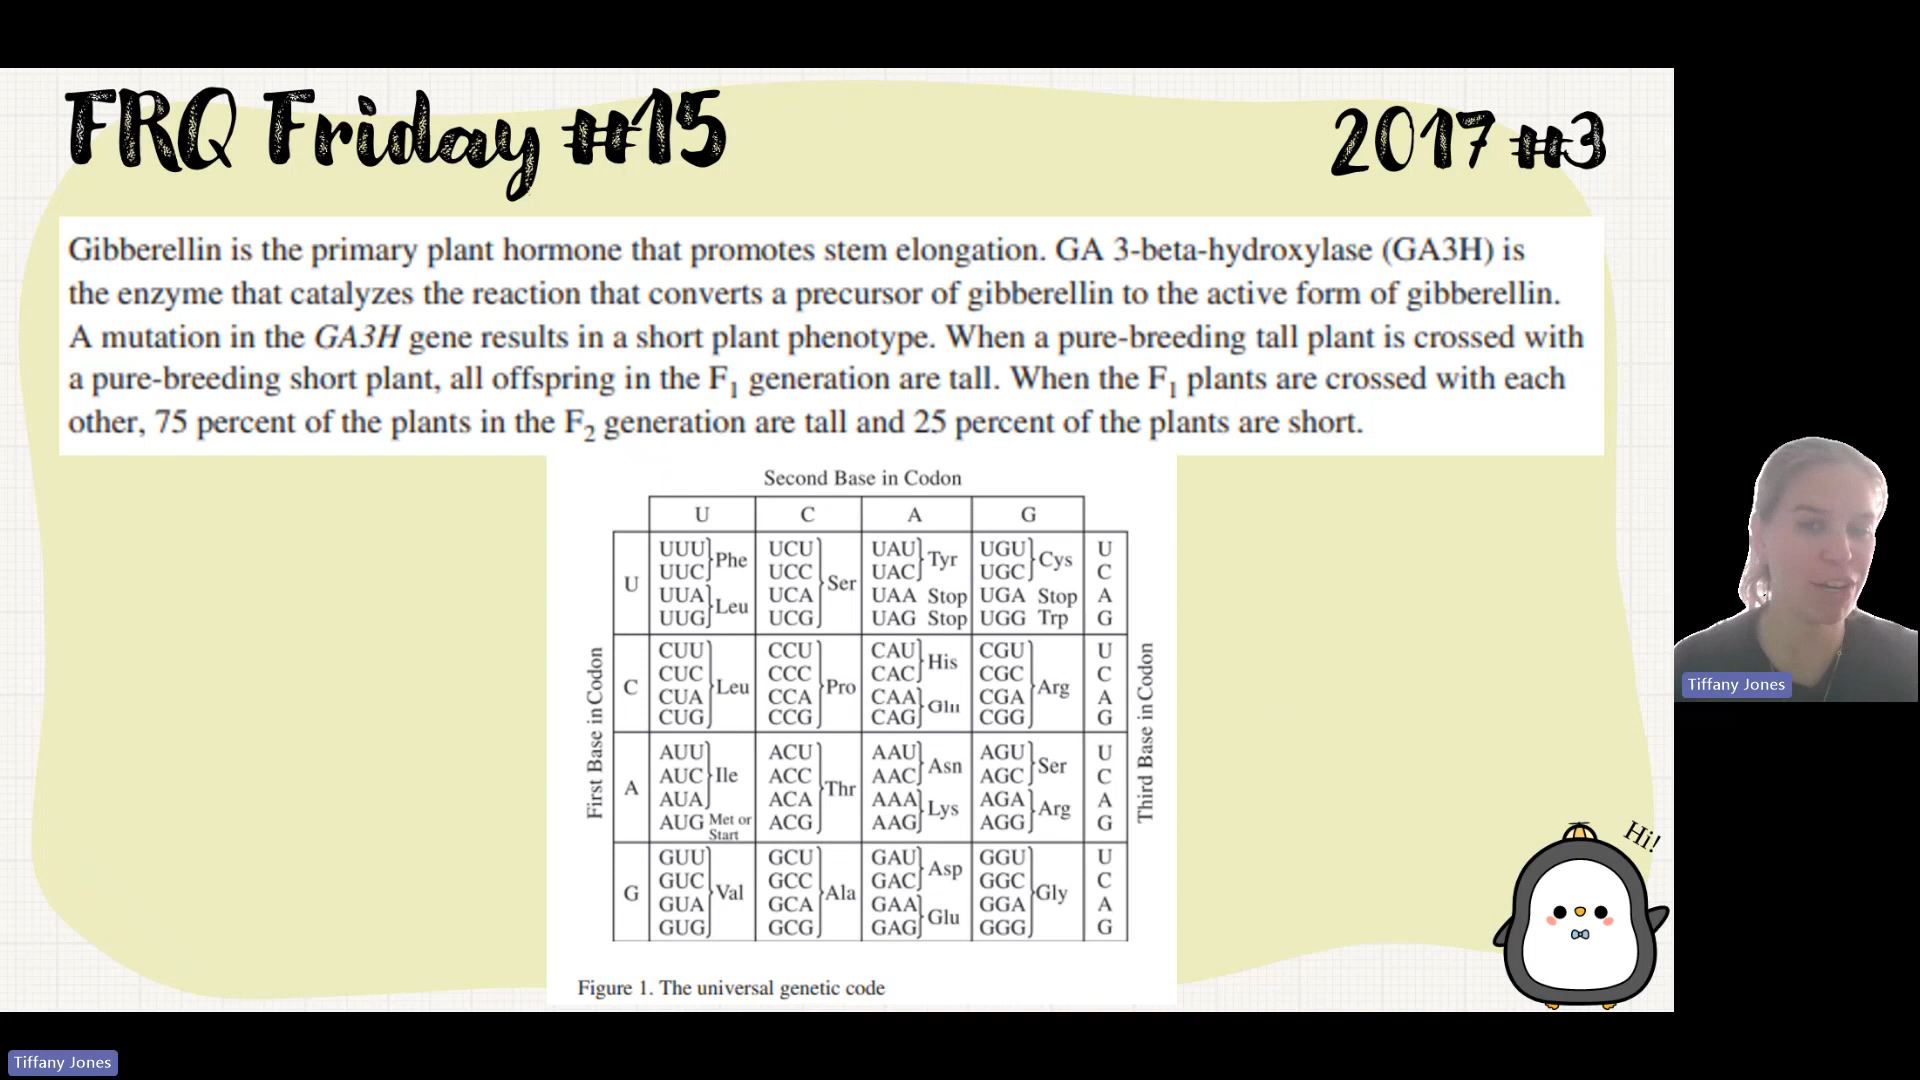 FRQ Friday #15
2017 #3
Gibberellin is the primary plant hormone that promotes stem elongation. GA 3-beta-hydroxylase (GA3H) is
the enzyme that catalyzes the reaction that converts a precursor of gibberellin to the active form of gibberellin.
A mutation in the GA3H gene results in a short plant phenotype. When a pure-breeding tall plant is crossed with
a pure-breeding short plant, all offspring in the F1 generation are tall. When the F1 plants are crossed with each
other, 75 percent of the plants in the F2 generation are tall and 25 percent of the plants are short.
Second Base in Codon
U C A G
First Base in Codon
Third Base in Codon
U
UUU UCU UAU UGU U
Phe Tyr Cys
UUC UCC UAC UGC C
Ser
UUA UCA UAA Stop UGA Stop A
Leu
UUG UCG UAG Stop UGG Trp G
C
CUU CCU CAU CGU U
His
CUC CCC CAC CGC C
Leu Pro Arg
CUA CCA CAA CGA A
Gln
CUG CCG CAG CGG G
A
AUU ACU AAU AGU U
Asn Ser
AUC Ile ACC AAC AGC C
Thr
AUA ACA AAA AGA A
Lys Arg
AUG Met or ACG AAG AGG G
Start
G
GUU GCU GAU GGU U
Asp
GUC GCC GAC GGC C
Val Ala Gly
GUA GCA GAA GGA A
Glu
GUG GCG GAG GGG G
Figure 1. The universal genetic code
Hi!
Tiffany Jones
Tiffany Jones